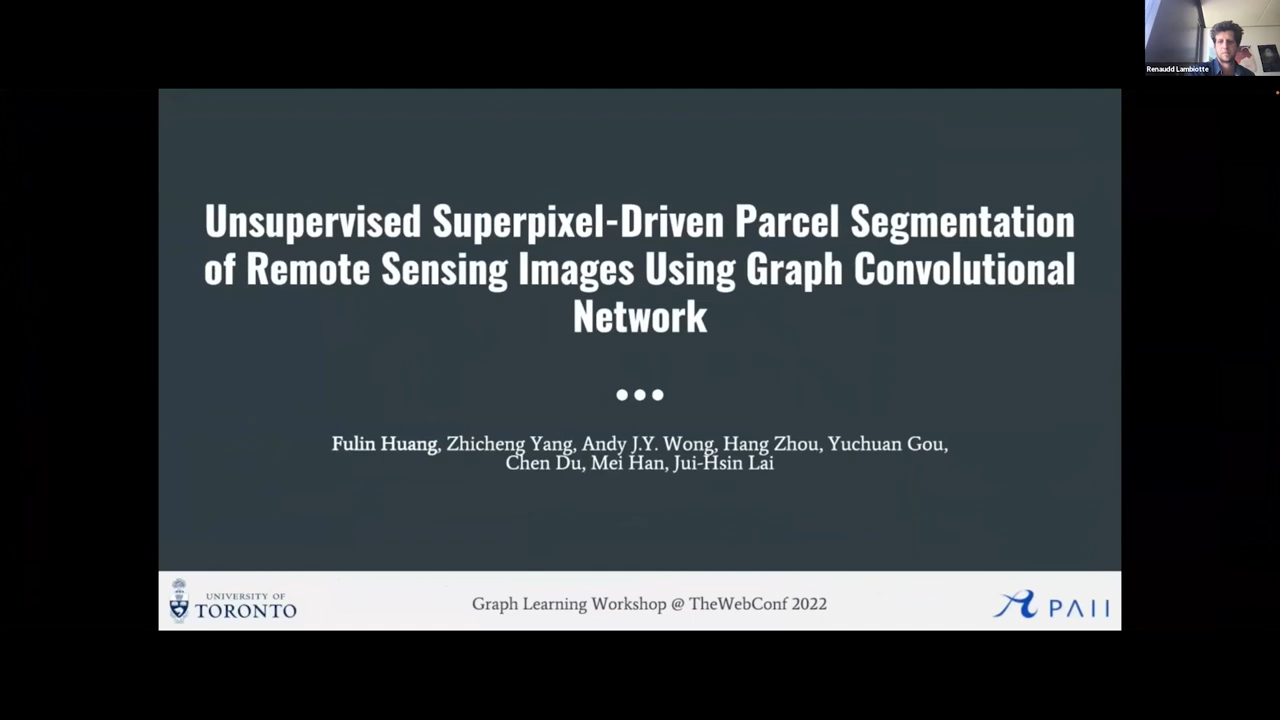 Renaudd Lambiotte
Unsupervised Superpixel-Driven Parcel Segmentation
of Remote Sensing Images Using Graph Convolutional
Network
Fulin Huang, Zhicheng Yang, Andy J.Y. Wong, Hang Zhou, Yuchuan Gou,
Chen Du, Mei Han, Jui-Hsin Lai
UNIVERSITY OF
TORONTO
Graph Learning Workshop @ TheWebConf 2022
PAII